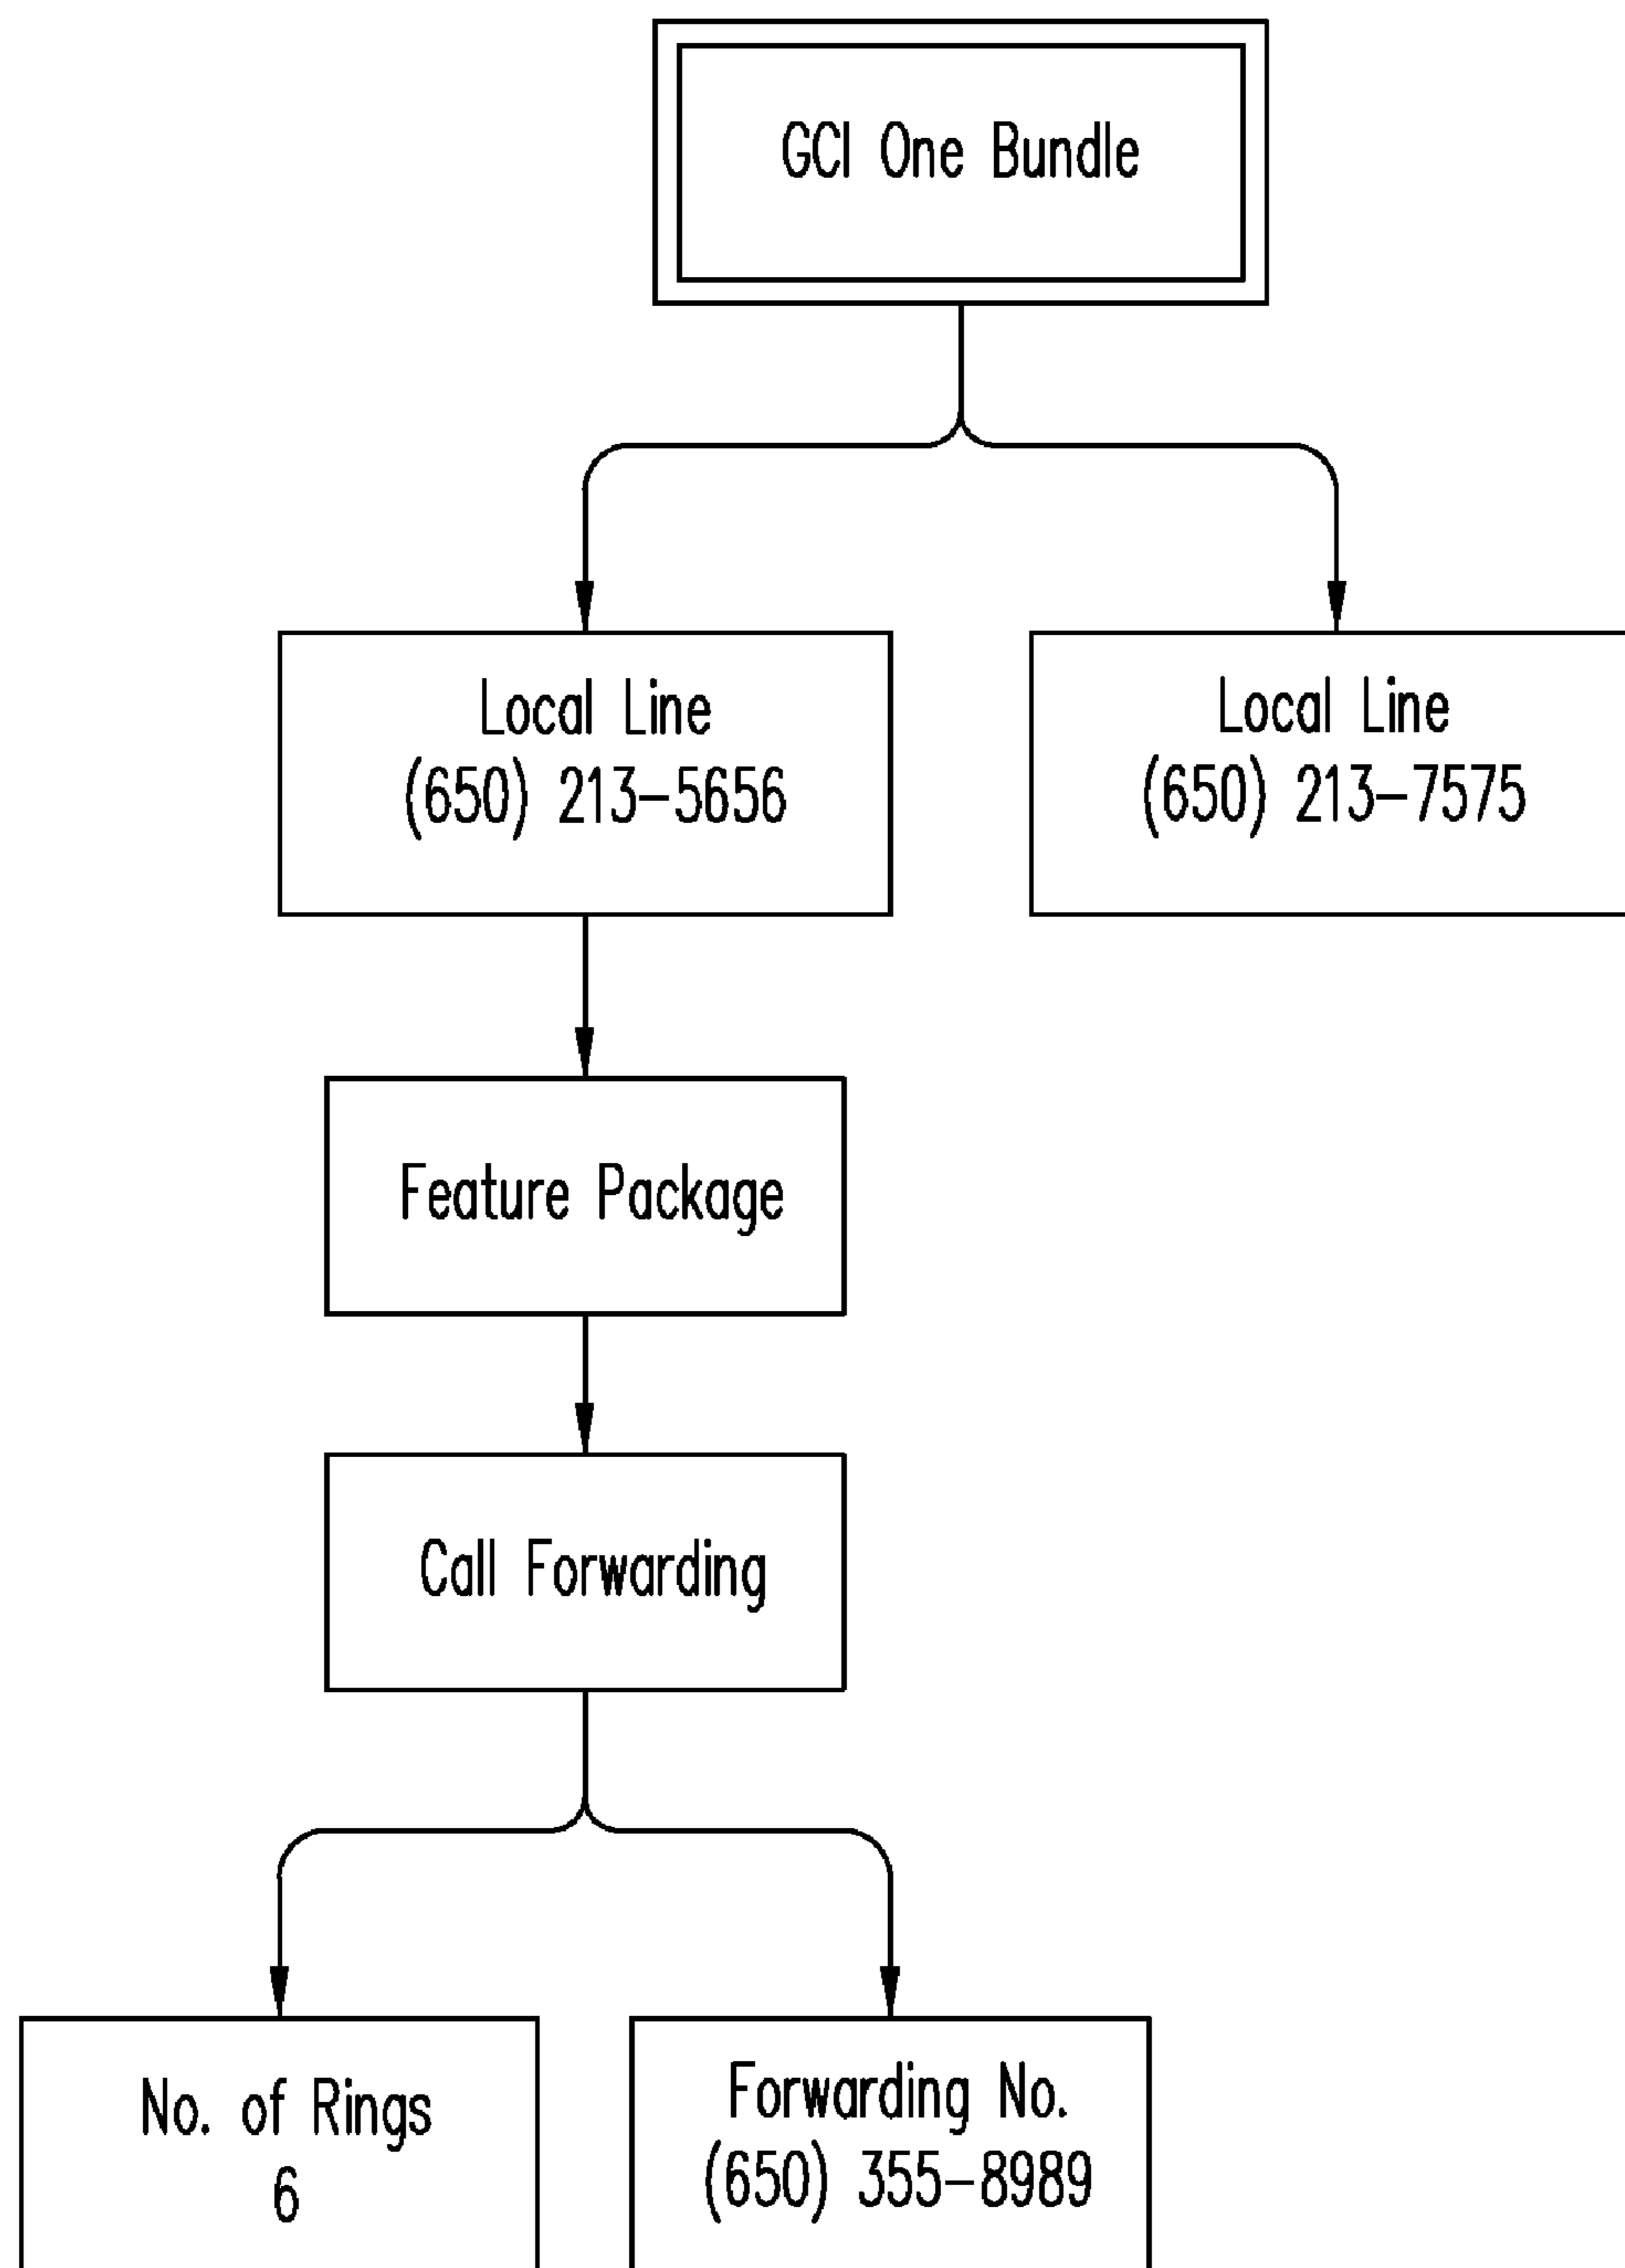 GCI One Bundle
Local Line
(650) 213-5656
Local Line
(650) 213-7575
Feature Package
Call Forwarding
No. of Rings
6
Forwarding No.
(650) 355-8989